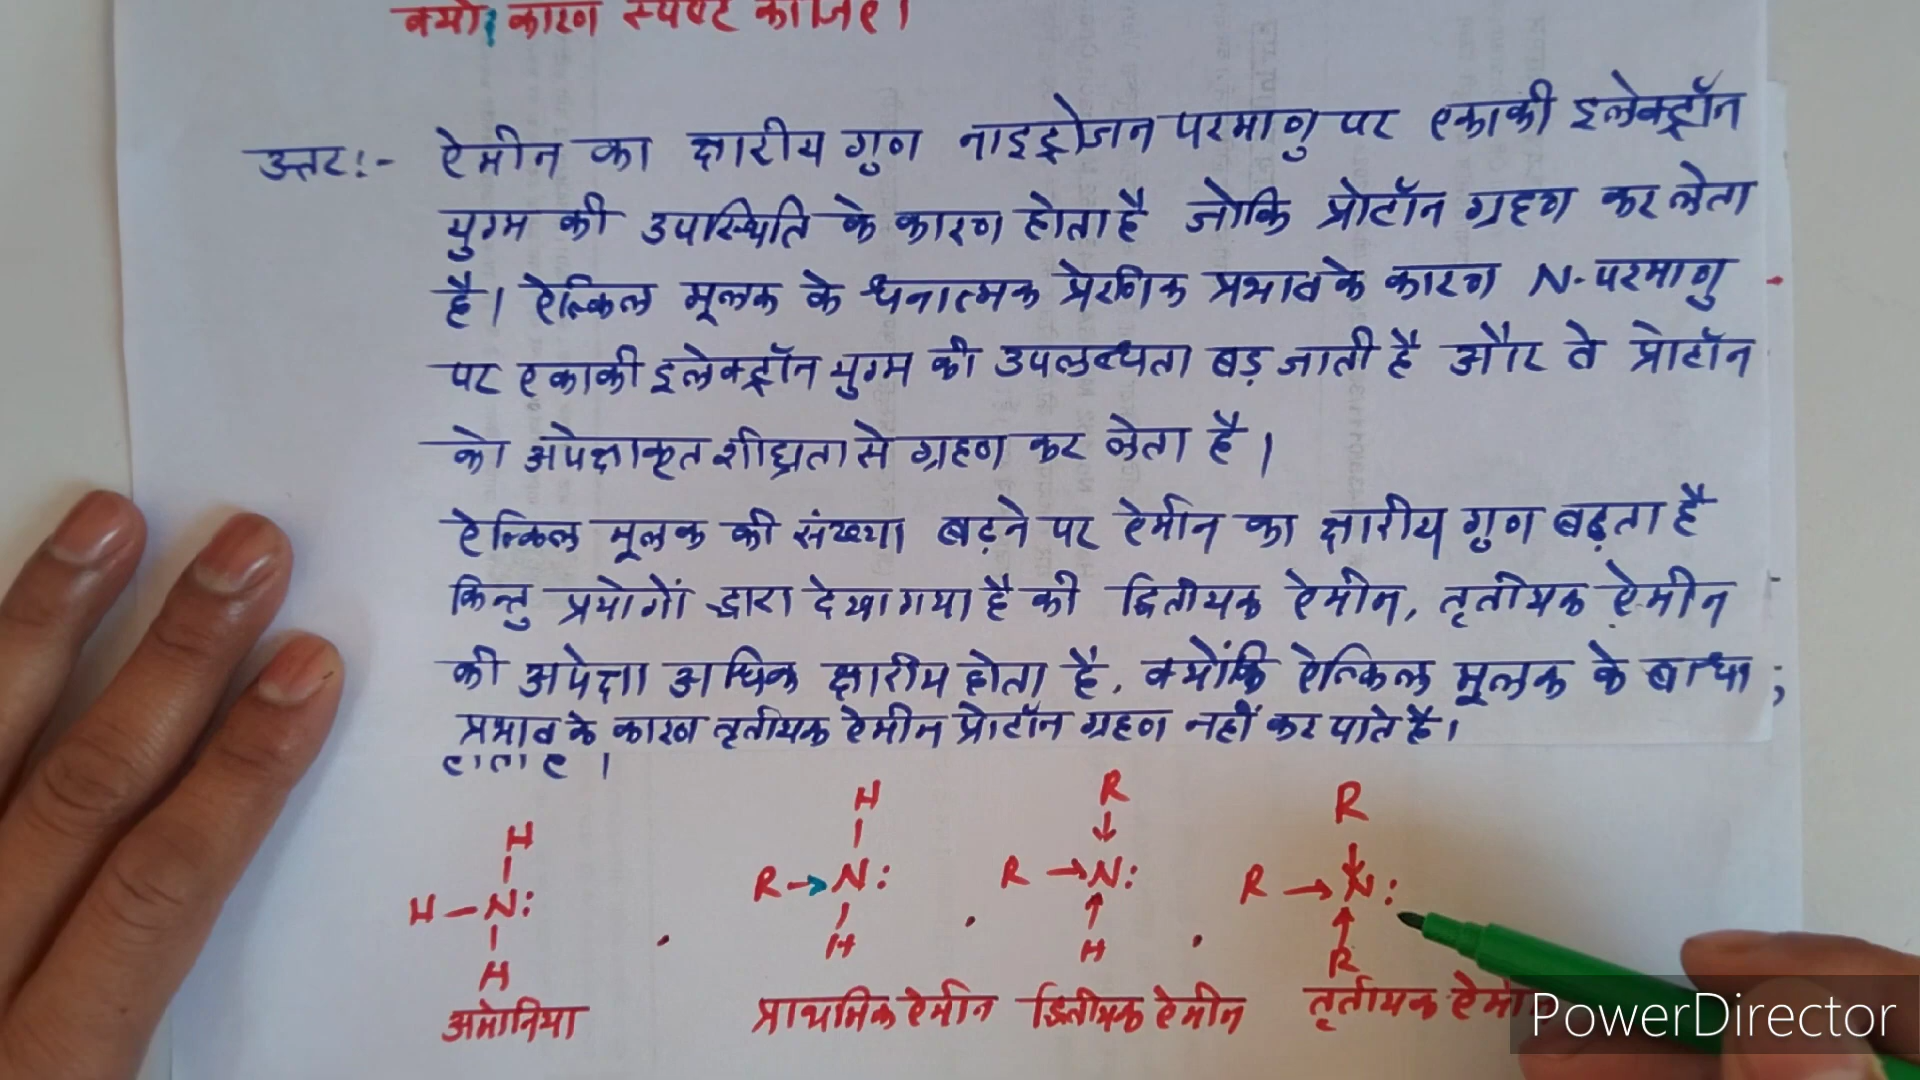 क्यो? कारण स्पष्ट कीजिए।
उत्तर:- ऐमीन का क्षारीय गुण नाइट्रोजन परमाणु पर एकाकी इलेक्ट्रॉन
युग्म की उपस्थिति के कारण होता है जोकि प्रोटॉन ग्रहण कर लेता
है। ऐल्किल मूलक के धनात्मक प्रेरणिक प्रभाव के कारण N-परमाणु
पर एकाकी इलेक्ट्रॉन युग्म की उपलब्धता बड़ जाती है और वे प्रोटॉन
को अपेक्षाकृत शीघ्रता से ग्रहण कर लेता है।
ऐल्किल मूलक की संख्या बढ़ने पर ऐमीन का क्षारीय गुण बढ़ता है
किन्तु प्रयोगों द्वारा देखा गया है की द्वितीयक ऐमीन, तृतीयक ऐमीन
की अपेक्षा अधिक क्षारीय होता है, क्योंकि ऐल्किल मूलक के बाधा ;
प्रभाव के कारण तृतीयक ऐमीन प्रोटॉन ग्रहण नहीं कर पाते है।
होता है।
H H R R
H – N: R → N: R → N: R → N:
H H H R
अमोनिया , प्राथमिक ऐमीन , द्वितीयक ऐमीन , तृतीयक
PowerDirector